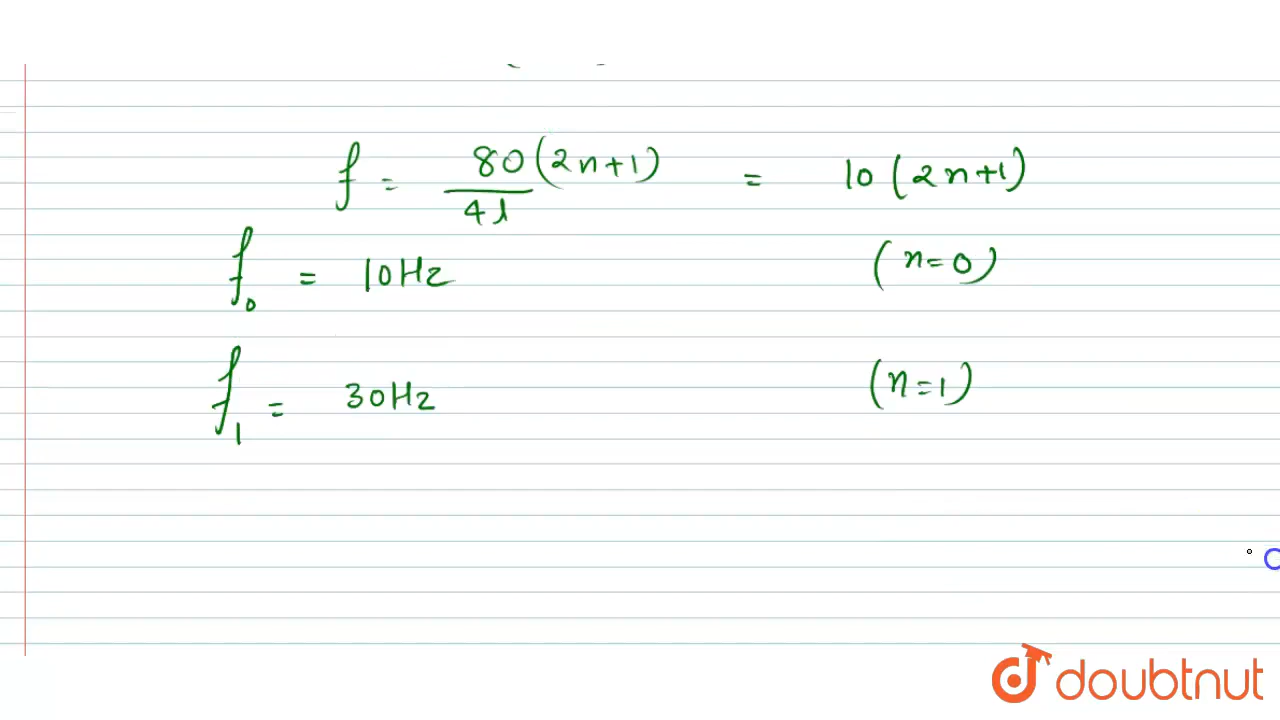 f = 80(2n+1) / 4l = 10(2n+1)
f₀ = 10Hz (n=0)
f₁ = 30Hz (n=1)
doubtnut